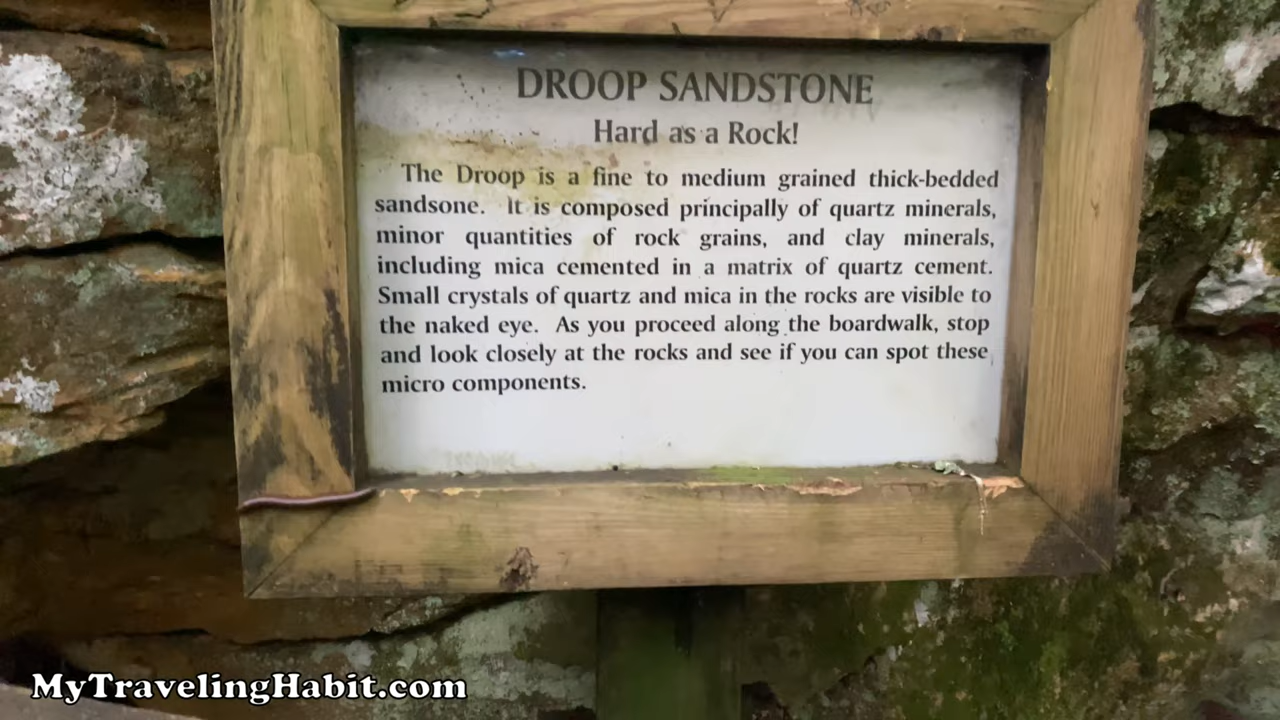 DROOP SANDSTONE
Hard as a Rock!
The Droop is a fine to medium grained thick-bedded
sandsone. It is composed principally of quartz minerals,
minor quantities of rock grains, and clay minerals,
including mica cemented in a matrix of quartz cement.
Small crystals of quartz and mica in the rocks are visible to
the naked eye. As you proceed along the boardwalk, stop
and look closely at the rocks and see if you can spot these
micro components.
MyTravelingHabit.com